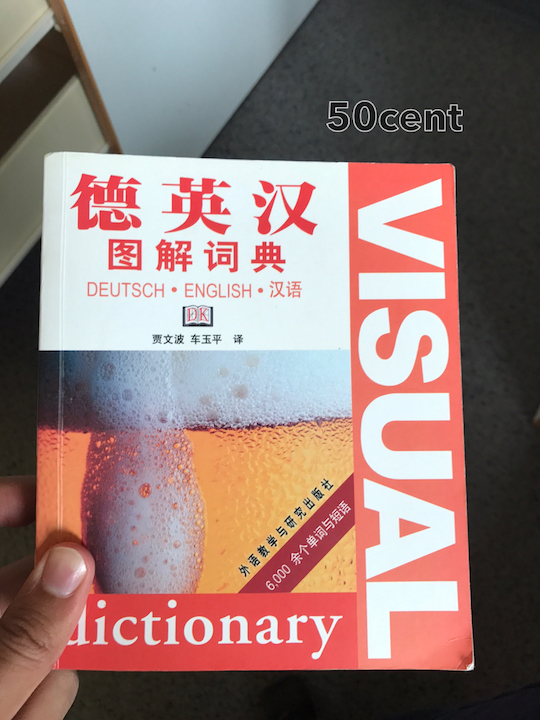 50cent
德英汉
图解词典
DEUTSCH • ENGLISH • 汉语
DK
贾文波 车玉平 译
VISUAL
外语教学与研究出版社
6,000 余个单词与短语
dictionary